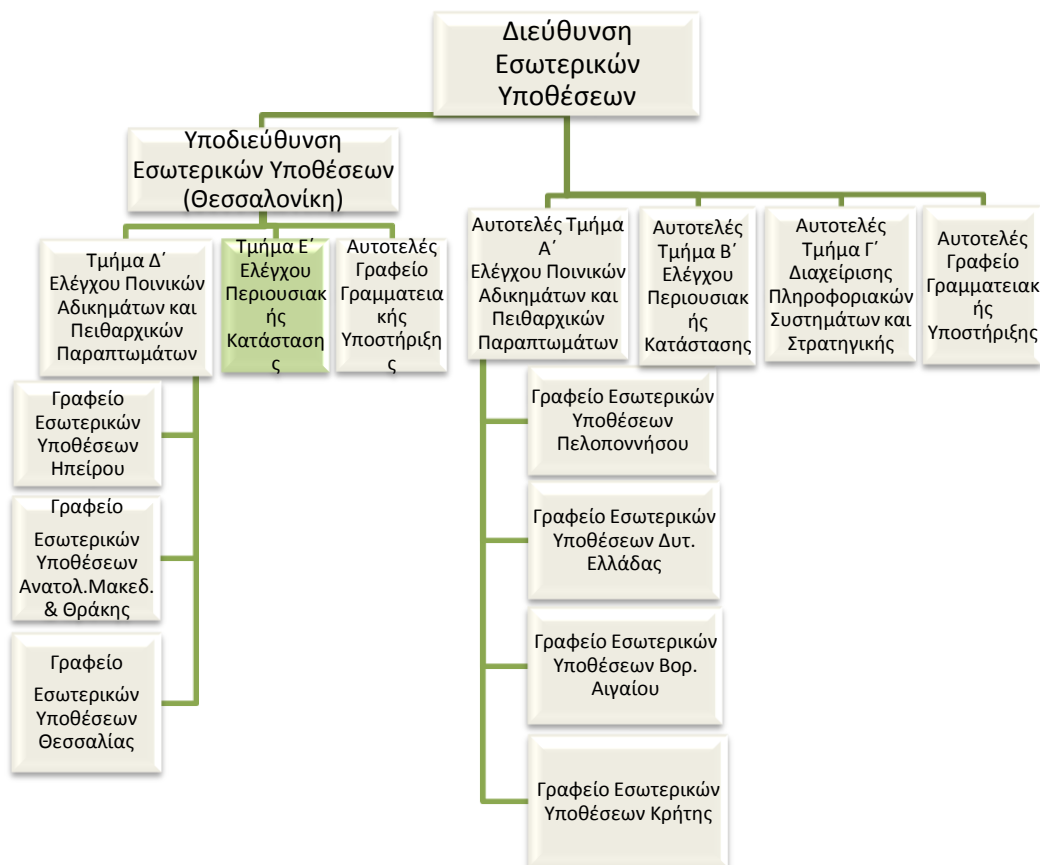 Διεύθυνση
Εσωτερικών
Υποθέσεων
Υποδιεύθυνση
Εσωτερικών Υποθέσεων
(Θεσσαλονίκη)
Τμήμα Δ΄
Ελέγχου Ποινικών
Αδικημάτων και
Πειθαρχικών
Παραπτωμάτων
Τμήμα Ε΄
Ελέγχου
Περιουσιακ
ής
Κατάσταση
ς
Αυτοτελές
Γραφείο
Γραμματεια
κής
Υποστήριξη
ς
Αυτοτελές Τμήμα
Α΄
Ελέγχου Ποινικών
Αδικημάτων και
Πειθαρχικών
Παραπτωμάτων
Αυτοτελές
Τμήμα Β΄
Ελέγχου
Περιουσιακ
ής
Κατάστασης
Αυτοτελές
Τμήμα Γ΄
Διαχείρισης
Πληροφοριακών
Συστημάτων και
Στρατηγικής
Αυτοτελές
Γραφείο
Γραμματειακ
ής
Υποστήριξης
Γραφείο
Εσωτερικών
Υποθέσεων
Ηπείρου
Γραφείο
Εσωτερικών
Υποθέσεων
Ανατολ.Μακεδ.
& Θράκης
Γραφείο
Εσωτερικών
Υποθέσεων
Θεσσαλίας
Γραφείο Εσωτερικών
Υποθέσεων
Πελοποννήσου
Γραφείο Εσωτερικών
Υποθέσεων Δυτ.
Ελλάδας
Γραφείο Εσωτερικών
Υποθέσεων Βορ.
Αιγαίου
Γραφείο Εσωτερικών
Υποθέσεων Κρήτης